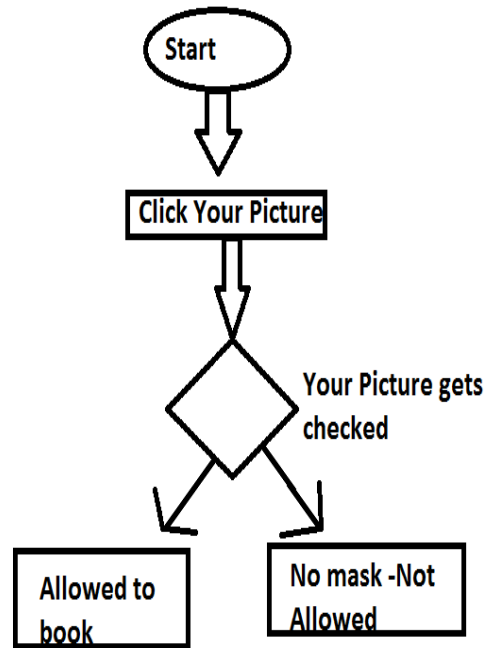 Start
Click Your Picture
Your Picture gets
checked
Allowed to
book
No mask -Not
Allowed